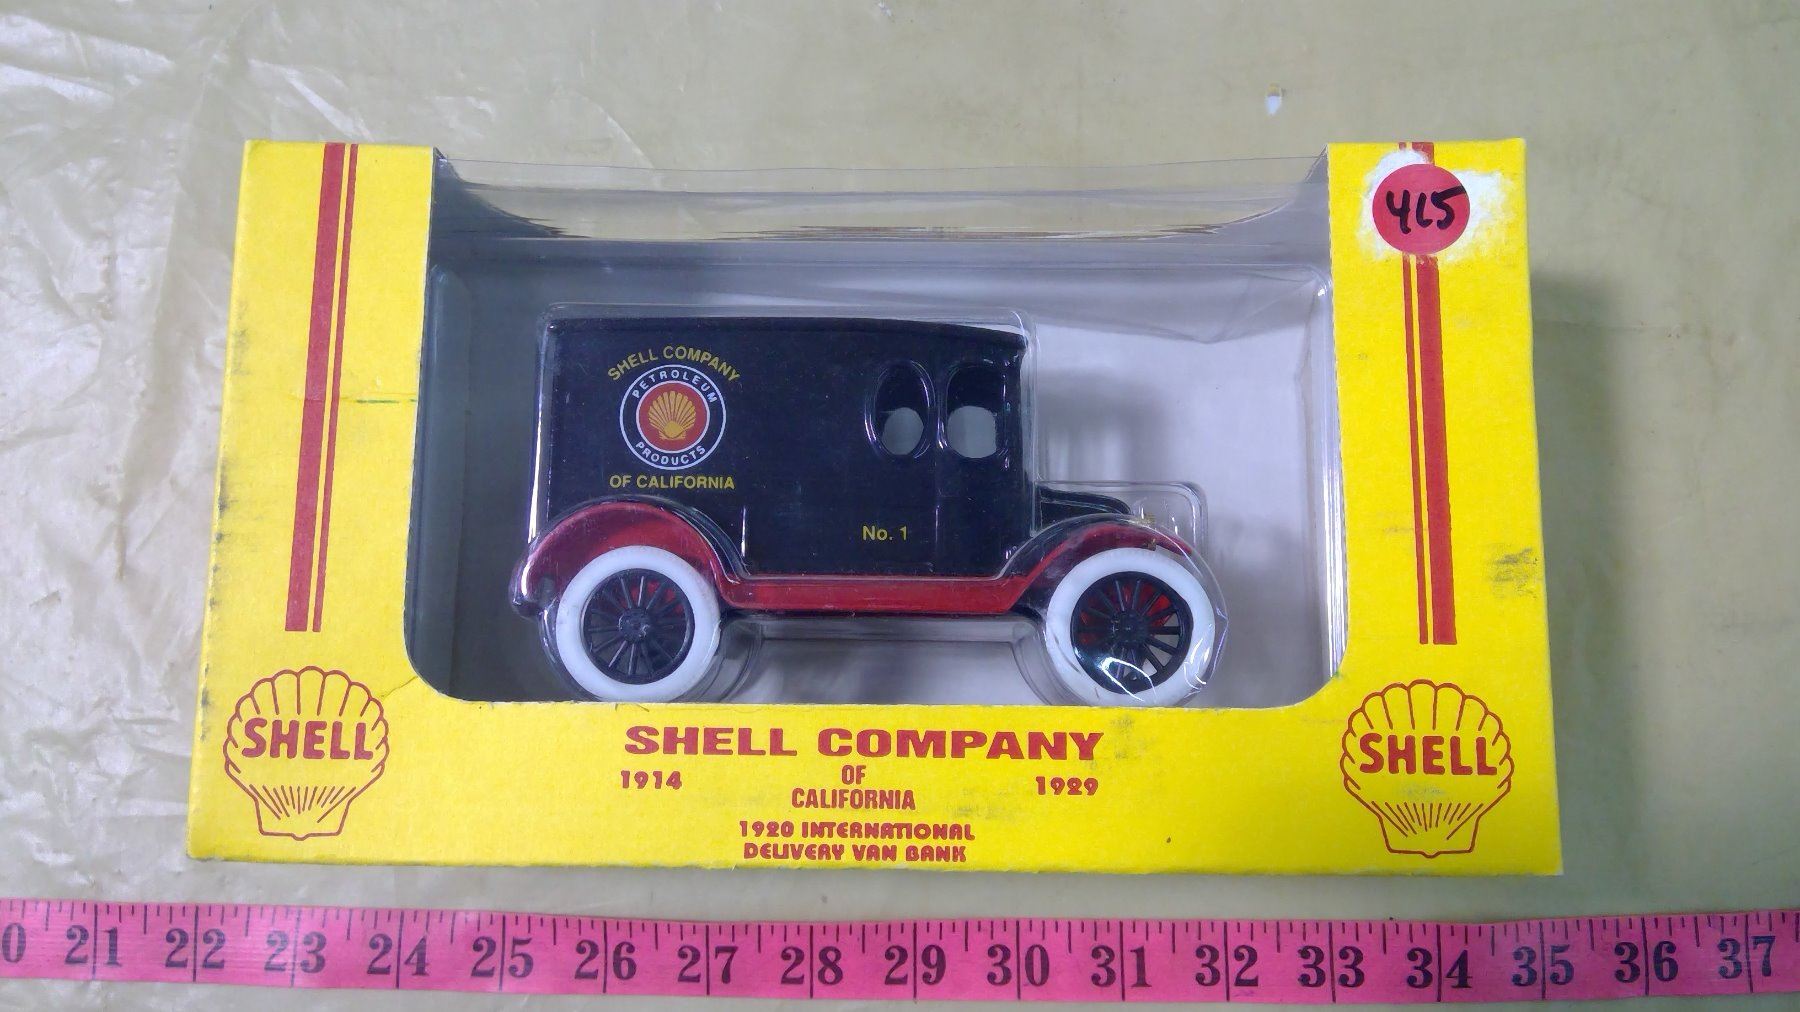 415
SHELL COMPANY
PETROLEUM
PRODUCTS
OF CALIFORNIA
No. 1
SHELL
SHELL
SHELL COMPANY
1914 OF 1929
CALIFORNIA
1920 INTERNATIONAL
DELIVERY VAN BANK
0 21 22 23 24 25 26 27 28 29 30 31 32 33 34 35 36 37